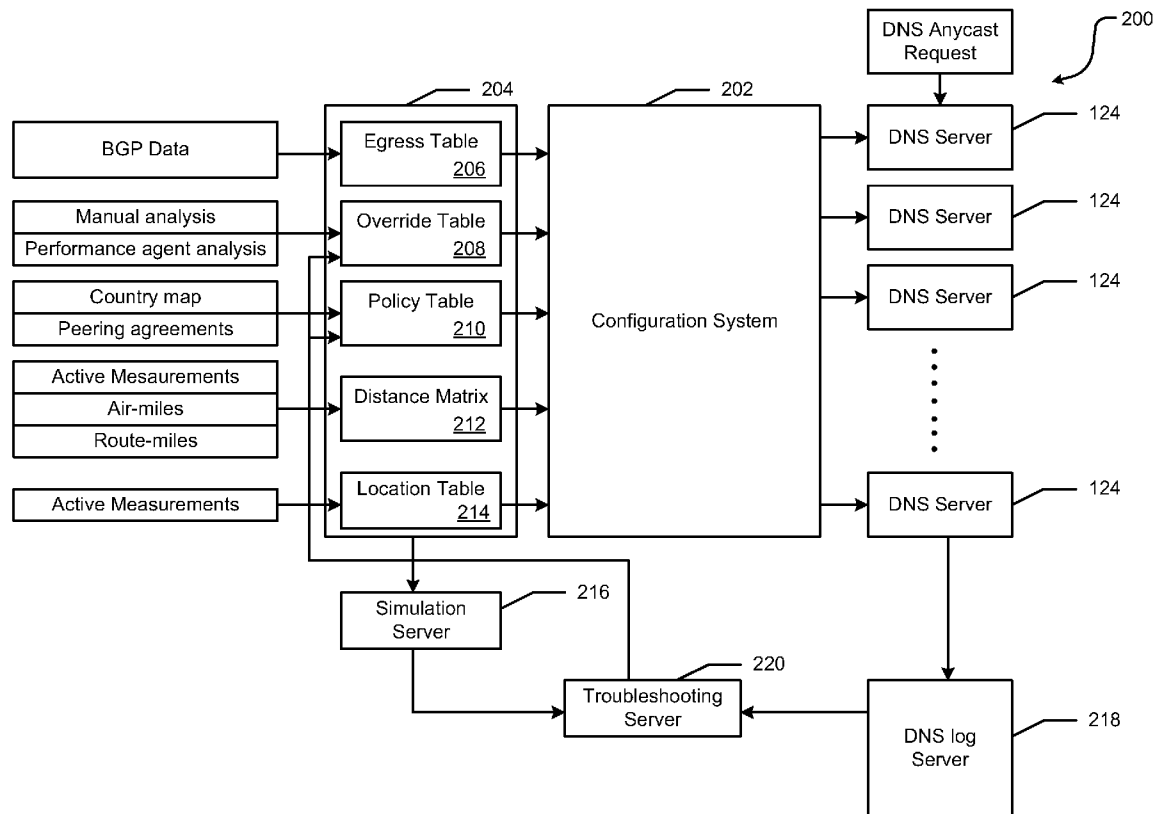 DNS Anycast
Request
200
204
202
BGP Data
Egress Table
206
DNS Server
124
Manual analysis
Performance agent analysis
Override Table
208
DNS Server
124
Country map
Peering agreements
Policy Table
210
Configuration System
DNS Server
124
Active Mesaurements
Air-miles
Route-miles
Distance Matrix
212
Active Measurements
Location Table
214
DNS Server
124
Simulation
Server
216
Troubleshooting
Server
220
DNS log
Server
218